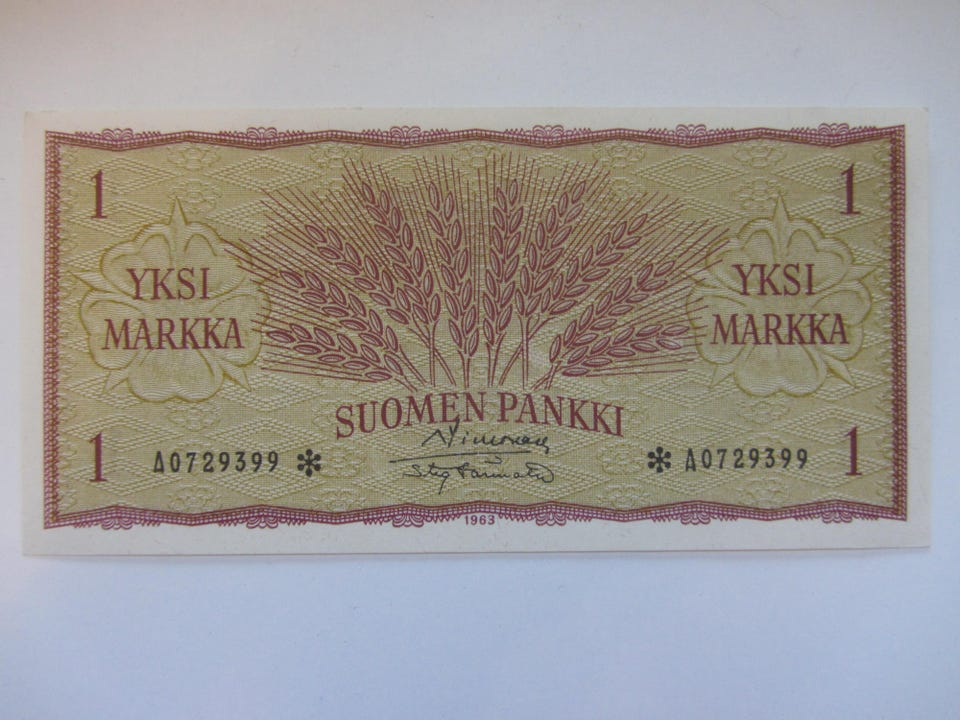 1 1
YKSI
MARKKA
YKSI
MARKKA
SUOMEN PANKKI
1 A0729399 * * A0729399 1
1963